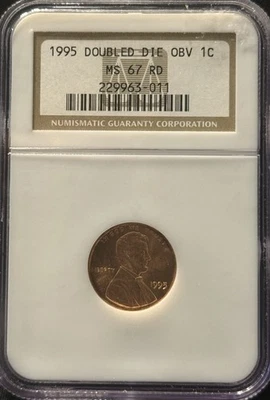 1995 DOUBLED DIE OBV 1C
MS 67 RD
229963-011
NUMISMATIC GUARANTY CORPORATION
LIBERTY
1995